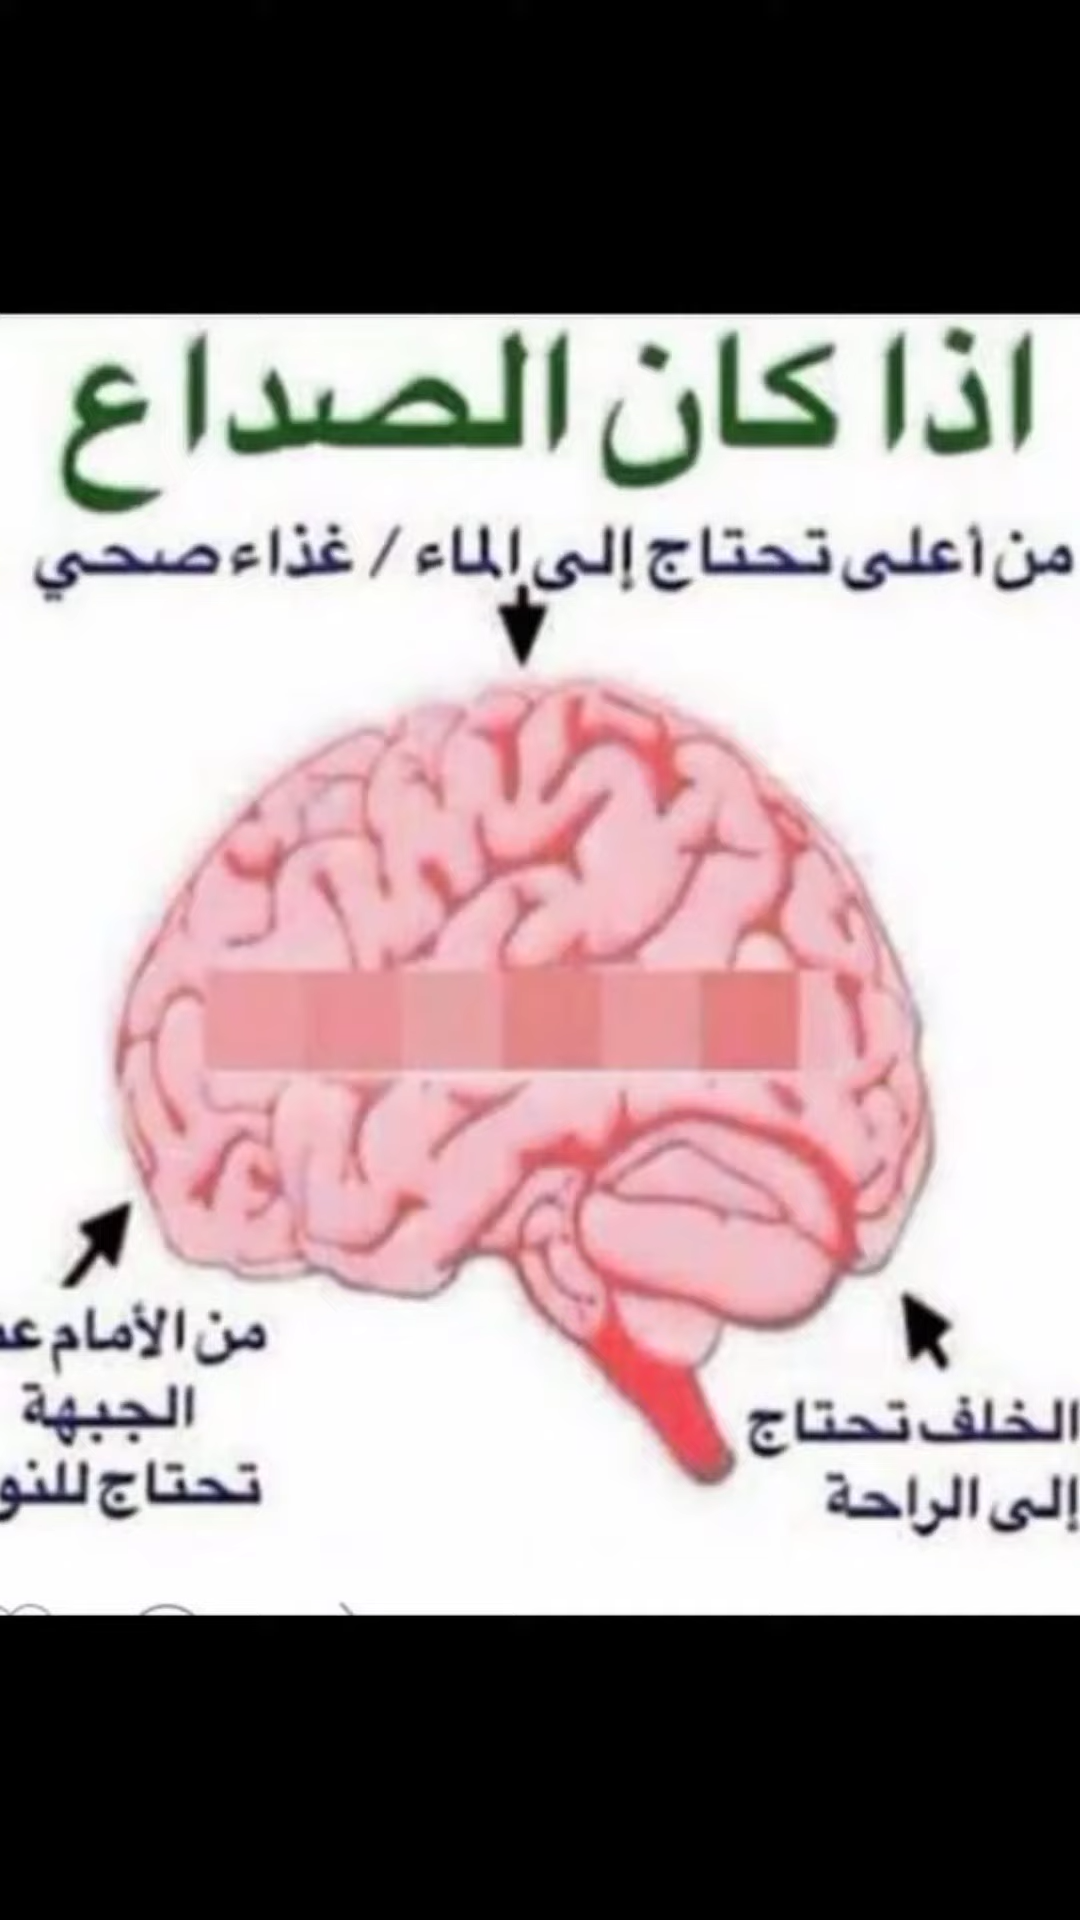 اذا كان الصداع
من أعلى تحتاج إلى الماء / غذاء صحي
من الأمام
الجبهة
تحتاج
الخلف تحتاج
إلى الراحة